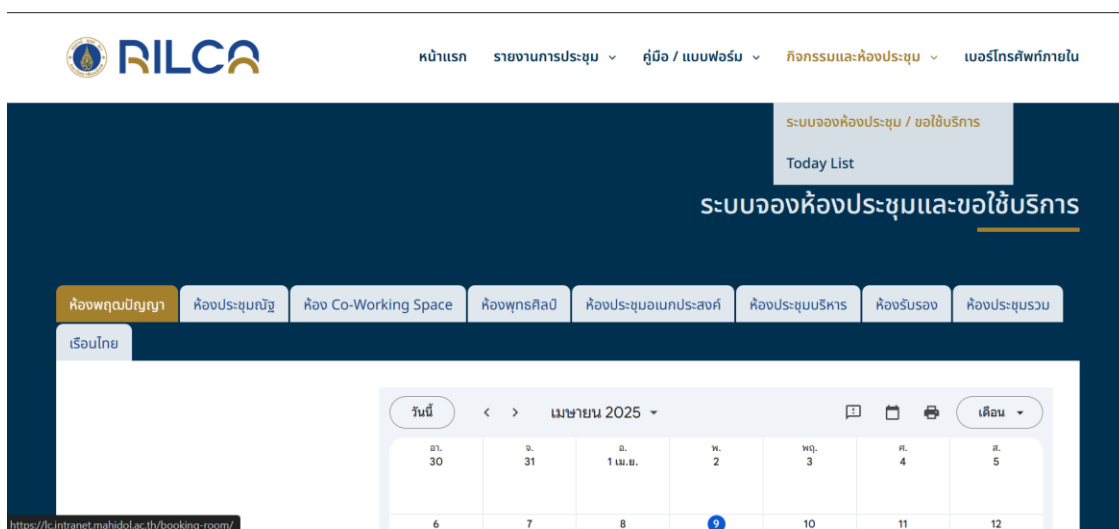 RILCA
หน้าแรก รายงานการประชุม คู่มือ / แบบฟอร์ม กิจกรรมและห้องประชุม เบอร์โทรศัพท์ภายใน
ระบบจองห้องประชุม / ขอใช้บริการ
Today List
ระบบจองห้องประชุมและขอใช้บริการ
ห้องพฤฒปัญญา ห้องประชุมณัฐ ห้อง Co-Working Space ห้องพุทธศิลป์ ห้องประชุมอเนกประสงค์ ห้องประชุมบริหาร ห้องรับรอง ห้องประชุมรวม
เรือนไทย
วันนี้ เมษายน 2025 เดือน
อา. จ. อ. พ. พฤ. ศ. ส.
30 31 1 เม.ย. 2 3 4 5
6 7 8 9 10 11 12
https://lc.intranet.mahidol.ac.th/booking-room/